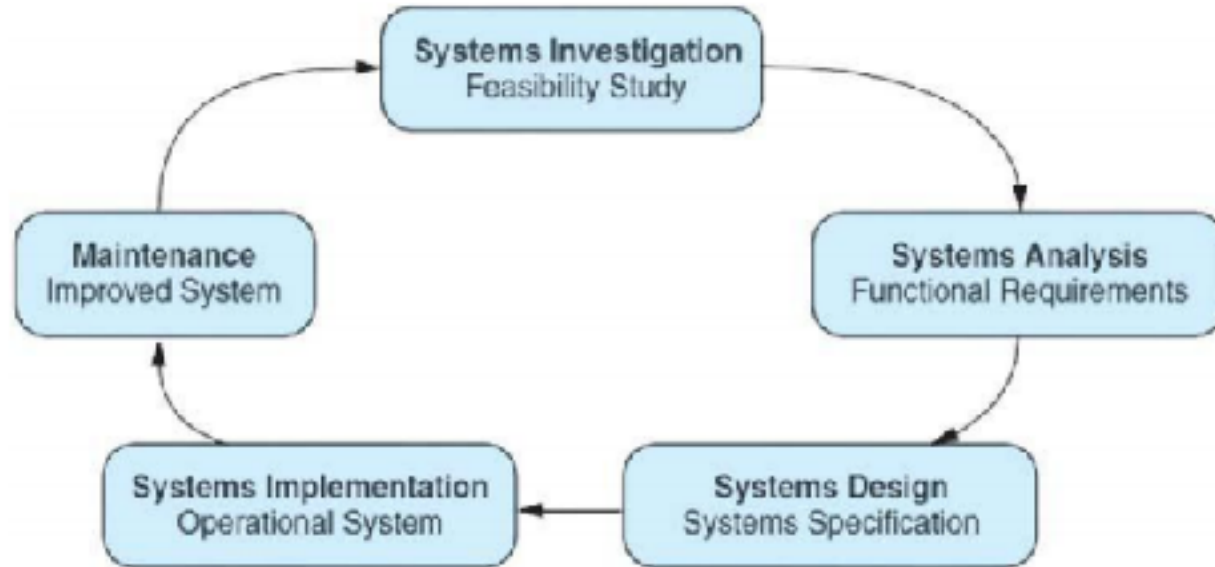 Systems Investigation
Feasibility Study
Systems Analysis
Functional Requirements
Systems Design
Systems Specification
Systems Implementation
Operational System
Maintenance
Improved System